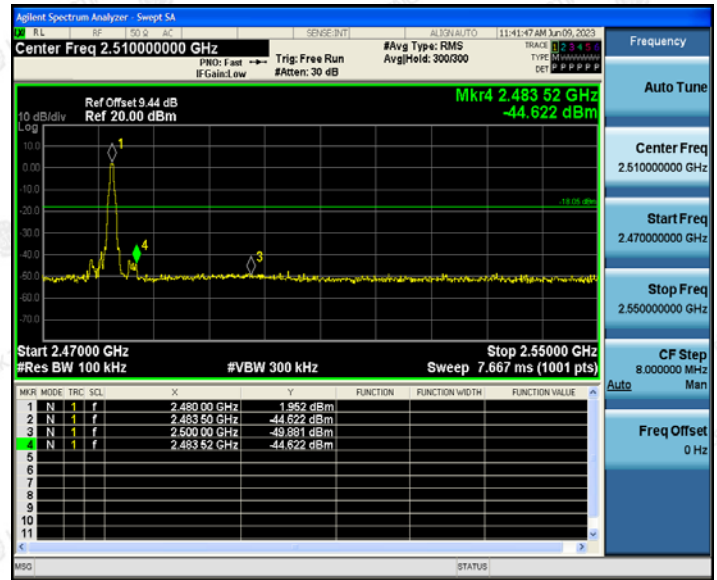 Agilent Spectrum Analyzer - Swept SA
RL RF 50 Ω AC SENSE:INT ALIGN AUTO 11:41:47 AM Jun 09, 2023
Center Freq 2.510000000 GHz
PNO: Fast
IFGain:Low
Trig: Free Run
#Atten: 30 dB
#Avg Type: RMS
Avg|Hold: 300/300
TRACE 1 2 3 4 5 6
TYPE
DET P P P P P P
Frequency
Auto Tune
Center Freq
2.510000000 GHz
Start Freq
2.470000000 GHz
Stop Freq
2.550000000 GHz
CF Step
8.000000 MHz
Auto Man
Freq Offset
0 Hz
Mkr4 2.483 52 GHz
-44.622 dBm
Ref Offset 9.44 dB
10 dB/div Ref 20.00 dBm
Log
10.0
0.00
-10.0
-20.0
-30.0
-40.0
-50.0
-60.0
-70.0
1
4
3
-18.05 dBm
Start 2.47000 GHz Stop 2.55000 GHz
#Res BW 100 kHz #VBW 300 kHz Sweep 7.667 ms (1001 pts)
MKR MODE TRC SCL X Y FUNCTION FUNCTION WIDTH FUNCTION VALUE
1 N 1 f 2.480 00 GHz 1.952 dBm
2 N 1 f 2.483 50 GHz -44.622 dBm
3 N 1 f 2.500 00 GHz -49.881 dBm
4 N 1 f 2.483 52 GHz -44.622 dBm
5
6
7
8
9
10
11
MSG STATUS